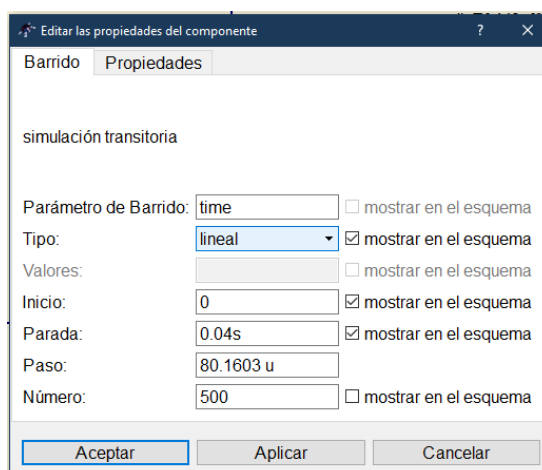 Editar las propiedades del componente ? ✕
Barrido Propiedades
simulación transitoria
Parámetro de Barrido: time mostrar en el esquema
Tipo: lineal mostrar en el esquema
Valores: mostrar en el esquema
Inicio: 0 mostrar en el esquema
Parada: 0.04s mostrar en el esquema
Paso: 80.1603 u
Número: 500 mostrar en el esquema
Aceptar Aplicar Cancelar